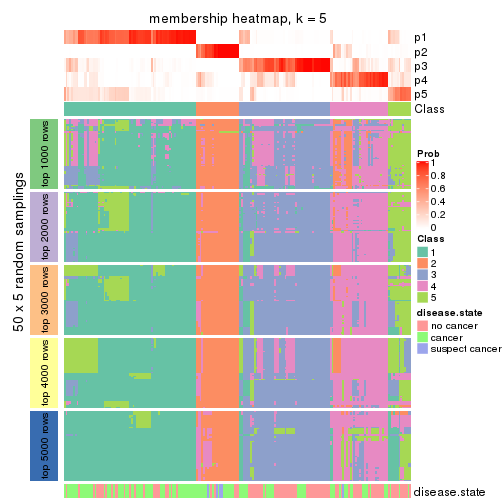 membership heatmap, k = 5
p1
p2
p3
p4
p5
Class
50 x 5 random samplings
top 1000 rows
top 2000 rows
top 3000 rows
top 4000 rows
top 5000 rows
disease.state
Prob
1
0.8
0.6
0.4
0.2
0
Class
1
2
3
4
5
disease.state
no cancer
cancer
suspect cancer